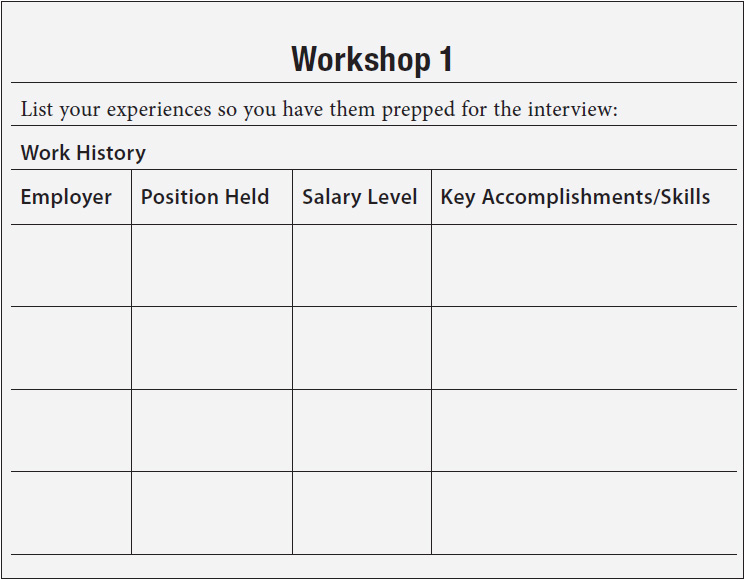 Workshop 1
List your experiences so you have them prepped for the interview:
Work History
Employer Position Held Salary Level Key Accomplishments/Skills